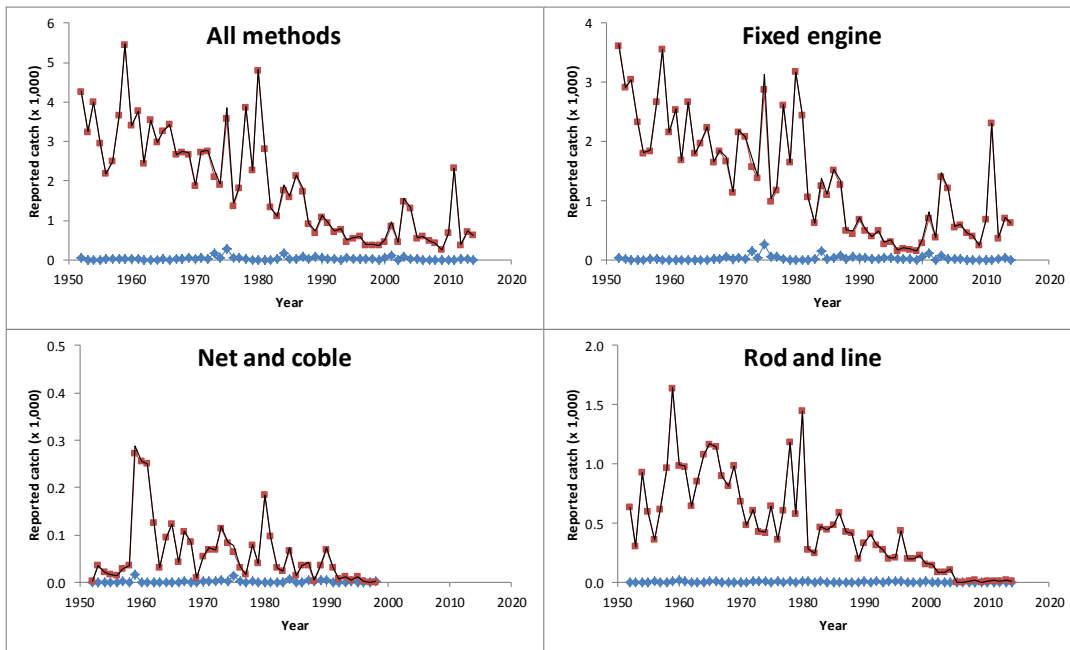 All methods
Reported catch (x 1,000)
6
5
4
3
2
1
0
1950 1960 1970 1980 1990 2000 2010 2020
Year
Fixed engine
Reported catch (x 1,000)
4
3
2
1
0
1950 1960 1970 1980 1990 2000 2010 2020
Year
Net and coble
Reported catch (x 1,000)
0.5
0.4
0.3
0.2
0.1
0.0
1950 1960 1970 1980 1990 2000 2010 2020
Year
Rod and line
Reported catch (x 1,000)
2.0
1.5
1.0
0.5
0.0
1950 1960 1970 1980 1990 2000 2010 2020
Year